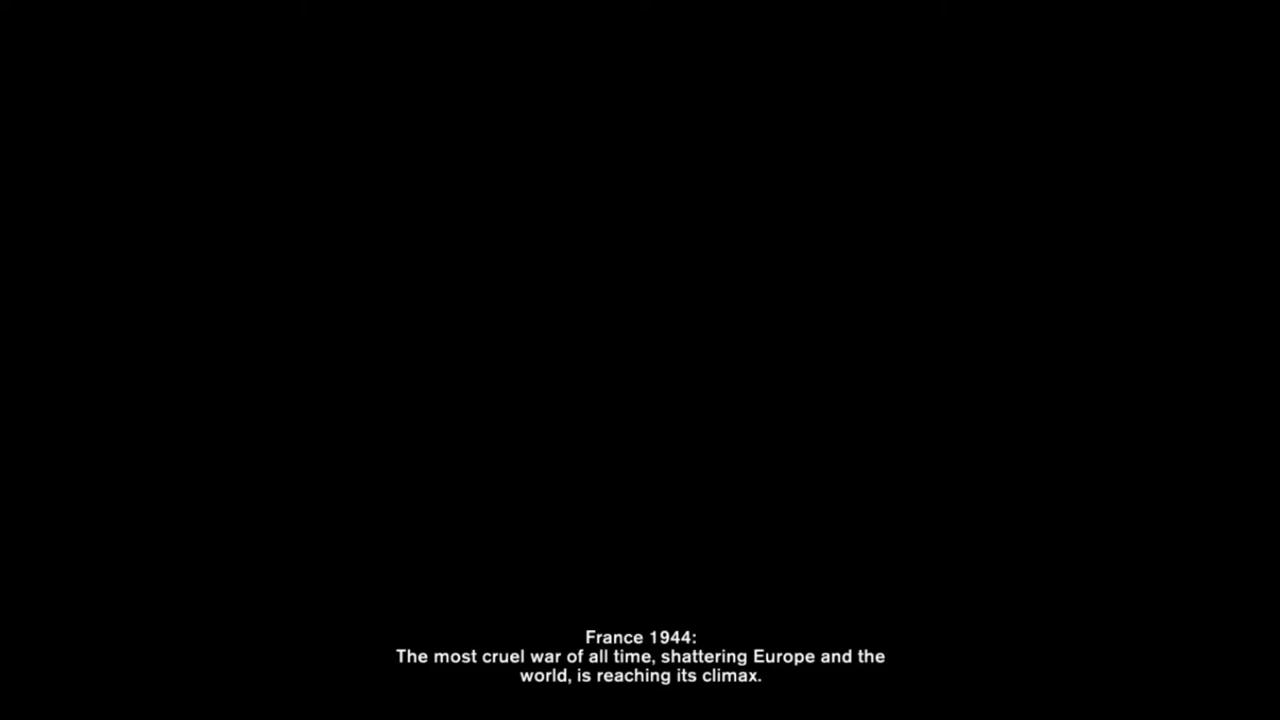 France 1944:
The most cruel war of all time, shattering Europe and the
world, is reaching its climax.